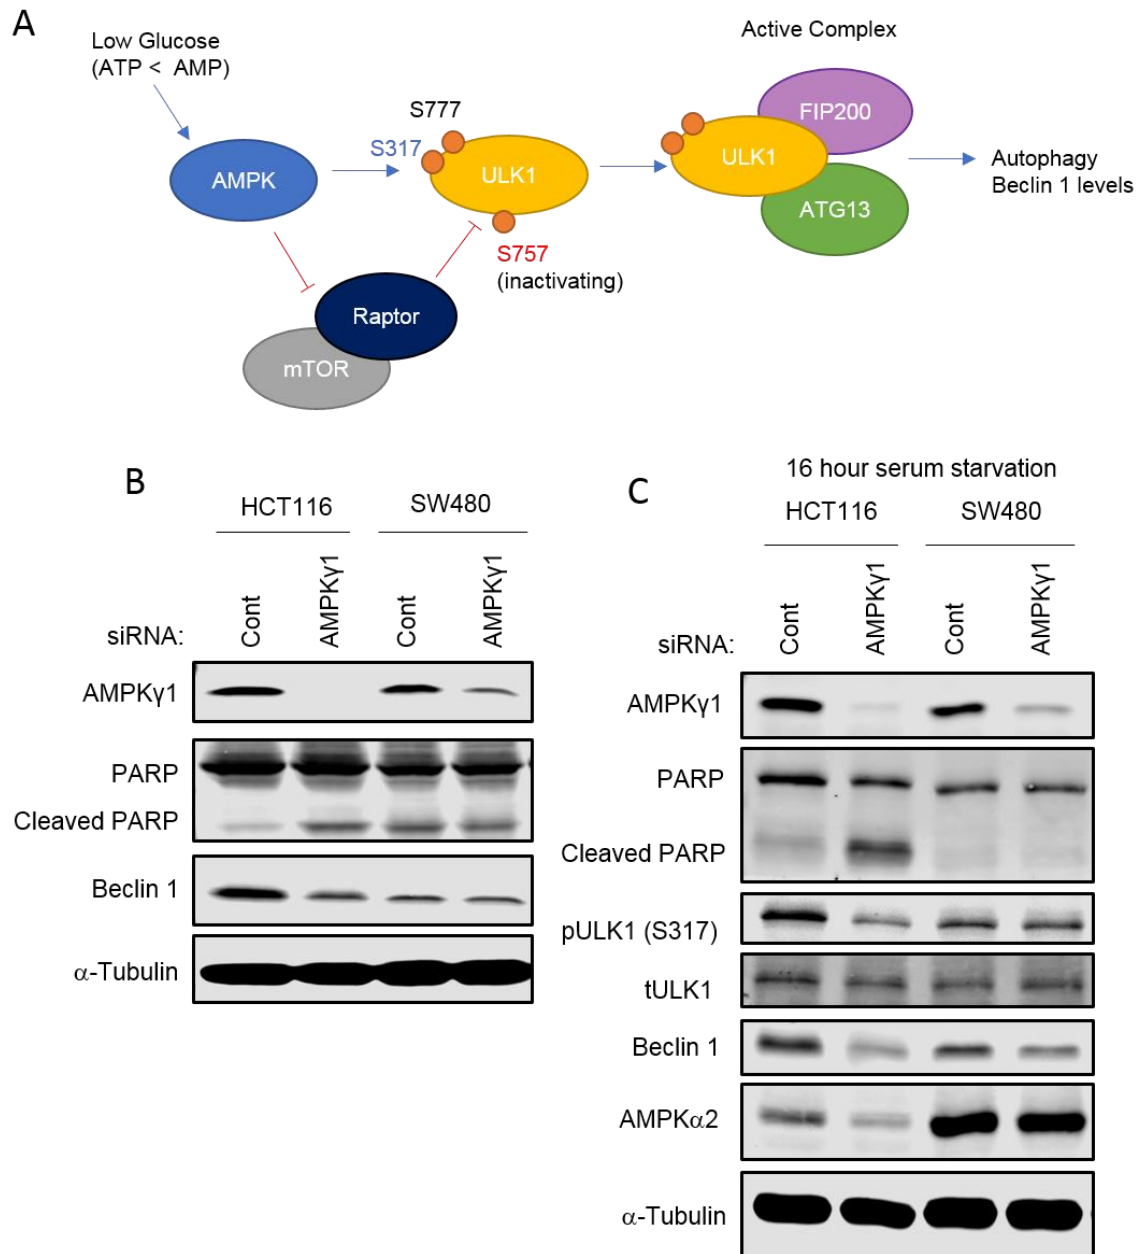 A
Low Glucose
(ATP < AMP)
Active Complex
S777
S317
AMPK
ULK1
ULK1
FIP200
ATG13
Autophagy
Beclin 1 levels
S757
(inactivating)
Raptor
mTOR
B
HCT116 SW480
siRNA: Cont AMPKγ1 Cont AMPKγ1
AMPKγ1
PARP
Cleaved PARP
Beclin 1
α-Tubulin
C
16 hour serum starvation
HCT116 SW480
siRNA: Cont AMPKγ1 Cont AMPKγ1
AMPKγ1
PARP
Cleaved PARP
pULK1 (S317)
tULK1
Beclin 1
AMPKα2
α-Tubulin